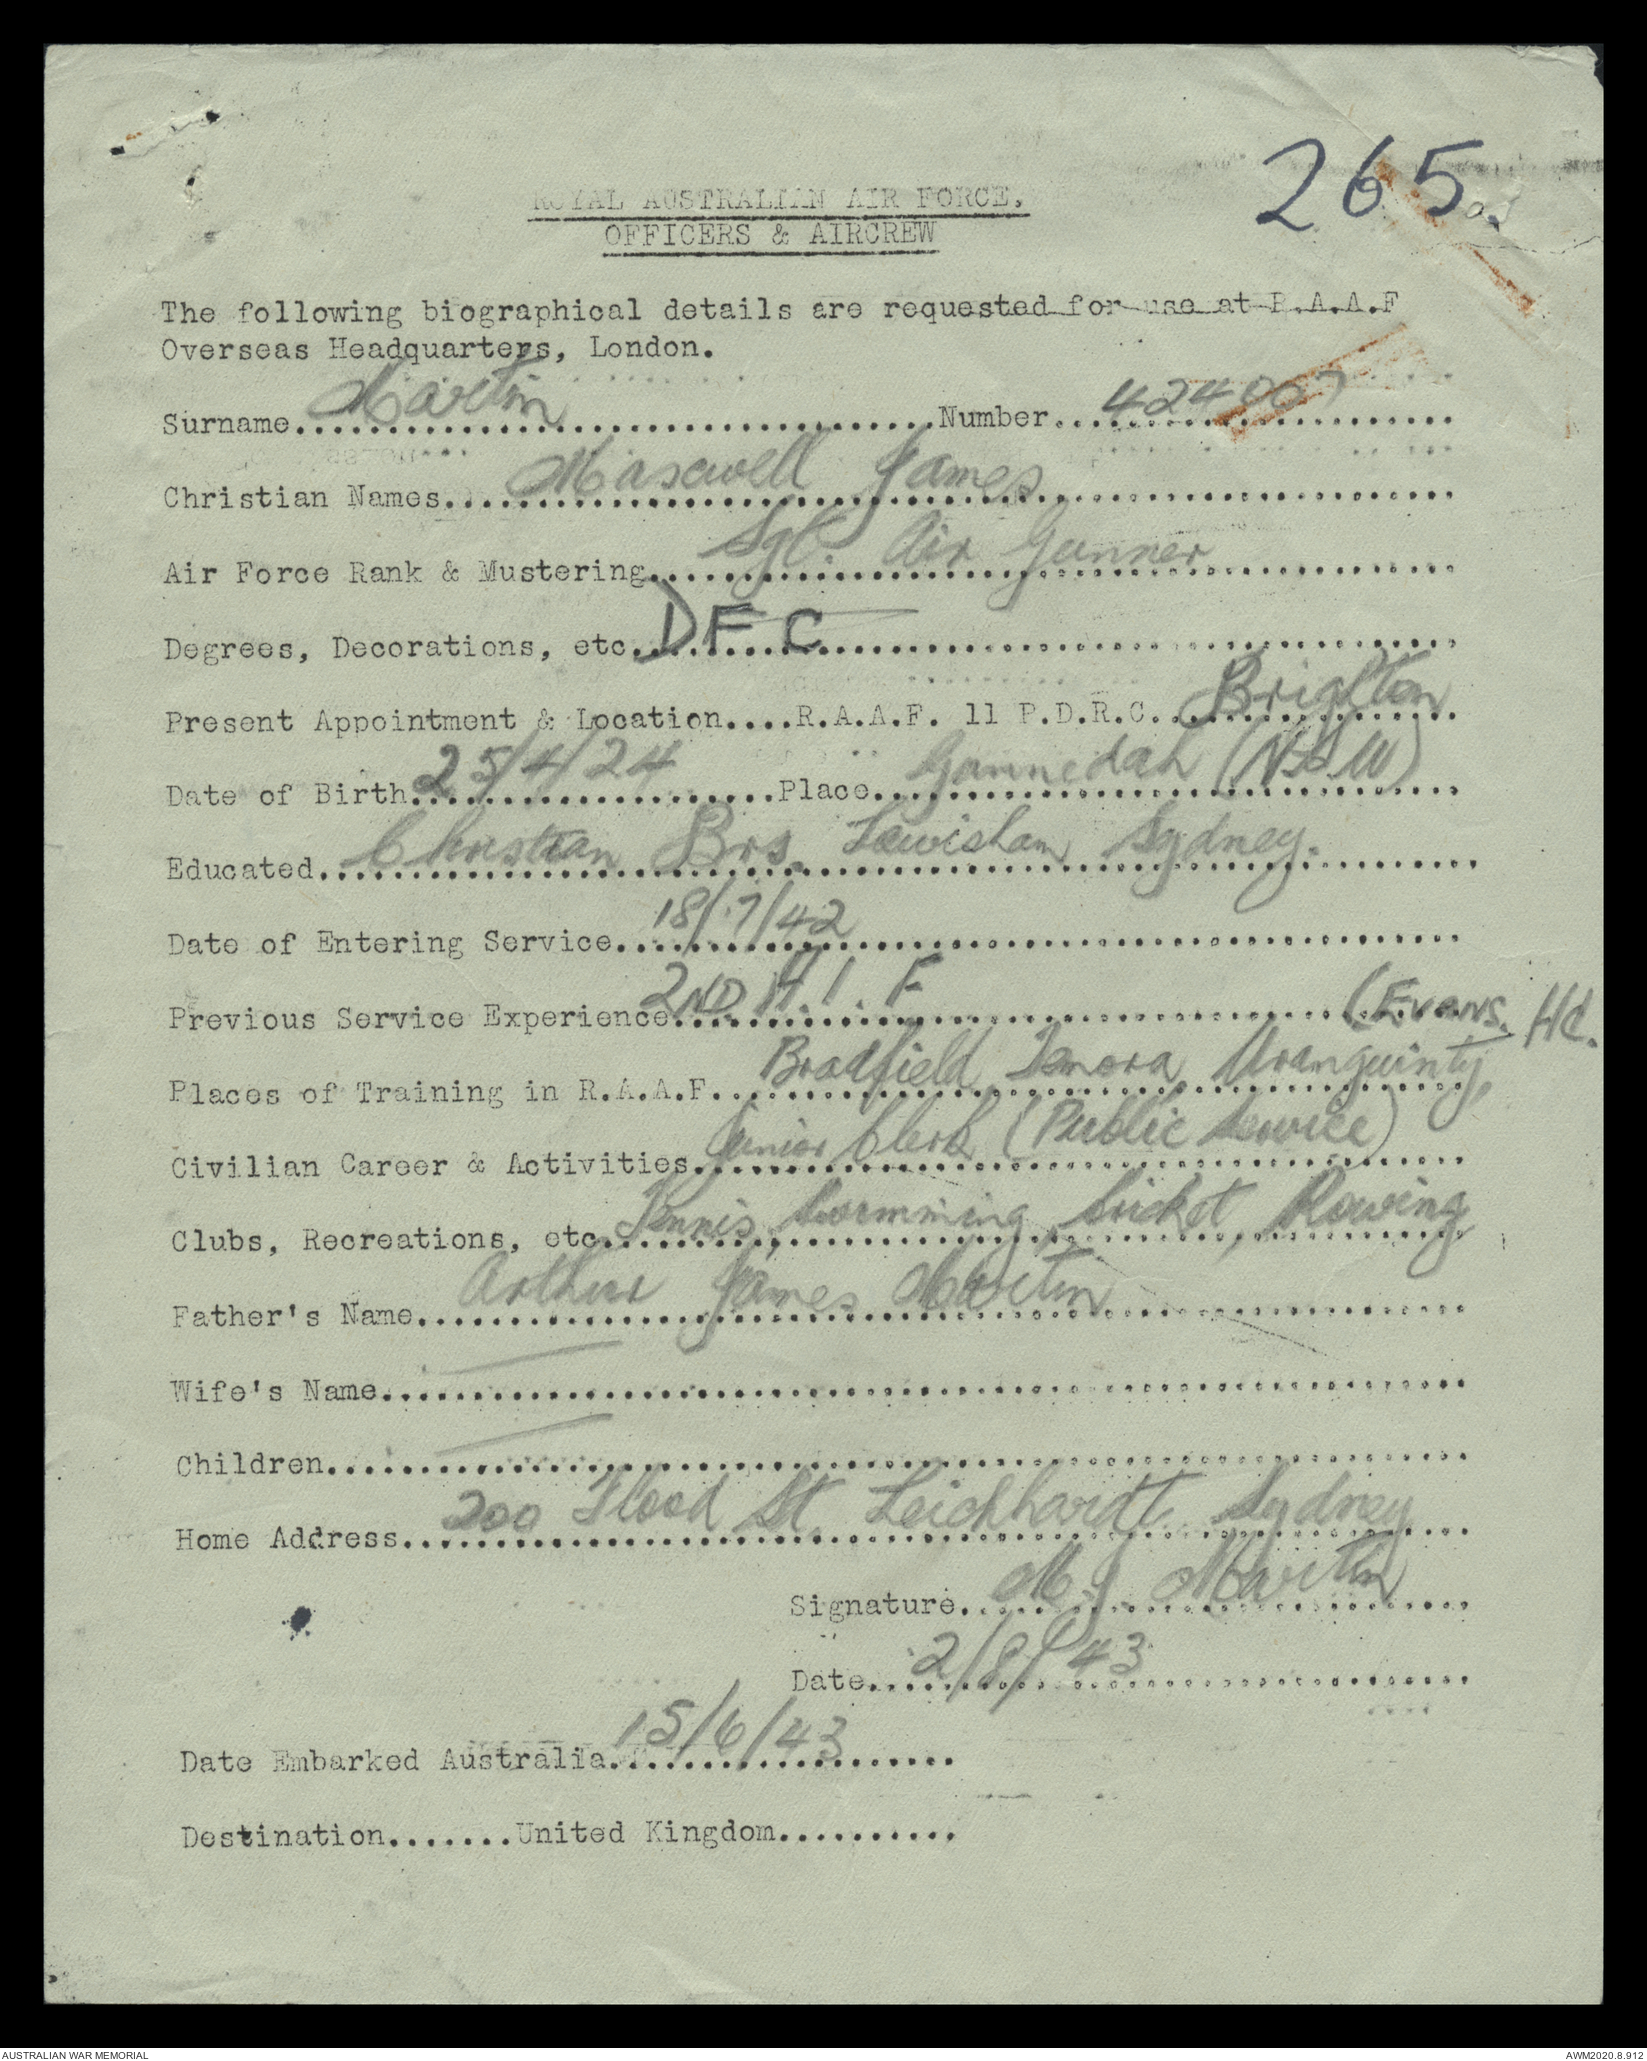 265
ROYAL AUSTRALIAN AIR FORCE.
OFFICERS & AIRCREW
The following biographical details are requested for use at R.A.A.F
Overseas Headquarters, London.
Surname Martin Number 424007
Christian Names Maxwell James
Air Force Rank & Mustering Sgt. Air Gunner
Degrees, Decorations, etc. DFC
Present Appointment & Location....R.A.A.F. 11 P.D.R.C. Brighton
Date of Birth 25/4/24 Place Gunnedah (NSW)
Educated Christian Bros. Lewisham Sydney.
Date of Entering Service 18/7/42
Previous Service Experience 2ND A.I.F
(Evans. Hd.
Places of Training in R.A.A.F. Bradfield, Temora, Uranquinty,
Civilian Career & Activities Junior Clerk (Public Service)
Clubs, Recreations, etc. Tennis, Swimming, Cricket, Rowing
Father's Name Arthur James Martin
Wife's Name
Children
Home Address 200 Flood St. Leichhardt Sydney
Signature M.J. Martin
Date 2/8/43
Date Embarked Australia 15/6/43
Destination.......United Kingdom
AUSTRALIAN WAR MEMORIAL
AWM2020.8.912